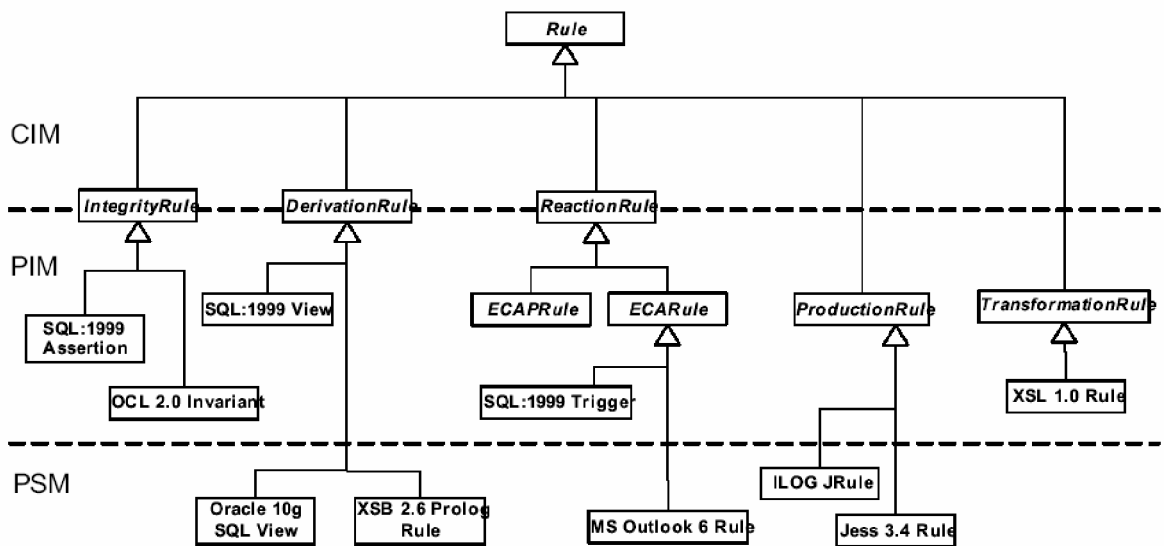 Rule
CIM
IntegrityRule
DerivationRule
ReactionRule
PIM
SQL:1999 View
ECAPRule
ECARule
ProductionRule
TransformationRule
SQL:1999
Assertion
OCL 2.0 Invariant
SQL:1999 Trigger
XSL 1.0 Rule
PSM
ILOG JRule
Oracle 10g
SQL View
XSB 2.6 Prolog
Rule
MS Outlook 6 Rule
Jess 3.4 Rule